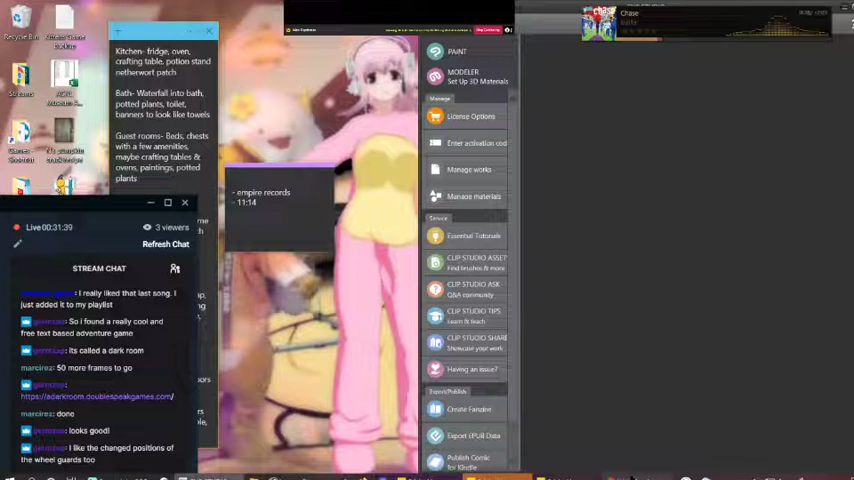 Recycle Bin
Streams
Kitchen- fridge, oven,
crafting table, potion stand
netherwort patch
Bath- Waterfall into bath,
potted plants, toilet,
banners to look like towels
Guest rooms- Beds, chests
with a few amenities,
maybe crafting tables &
ovens, paintings, potted
plants
- empire records
- 11:14
Live 00:31:39
3 viewers
Refresh Chat
STREAM CHAT
I really liked that last song. I
just added it to my playlist
So i found a really cool and
free text based adventure game
Its called a dark room
marcirez: 50 more frames to go
https://adarkroom.doublespeakgames.com/
marcirez: done
looks good!
I like the changed positions of
the wheel guards too
PAINT
MODELER
Set Up 3D Materials
Manage
License Options
Enter activation cod
Manage works
Manage materials
Service
Essential Tutorials
CLIP STUDIO ASSET
Find brushes & more
CLIP STUDIO ASK
Q&A community
CLIP STUDIO TIPS
Learn & teach
CLIP STUDIO SHARE
Showcase your work
Having an issue?
Export/Publish
Create Fanzine
Export EPUB Data
Publish Comic
for Kindle
Chase